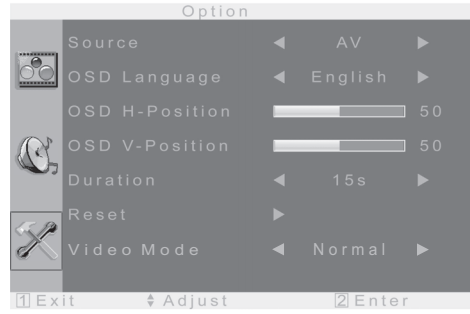 Option
Source AV
OSD Language English
OSD H-Position 50
OSD V-Position 50
Duration 15s
Reset
Video Mode Normal
1 Exit Adjust 2 Enter